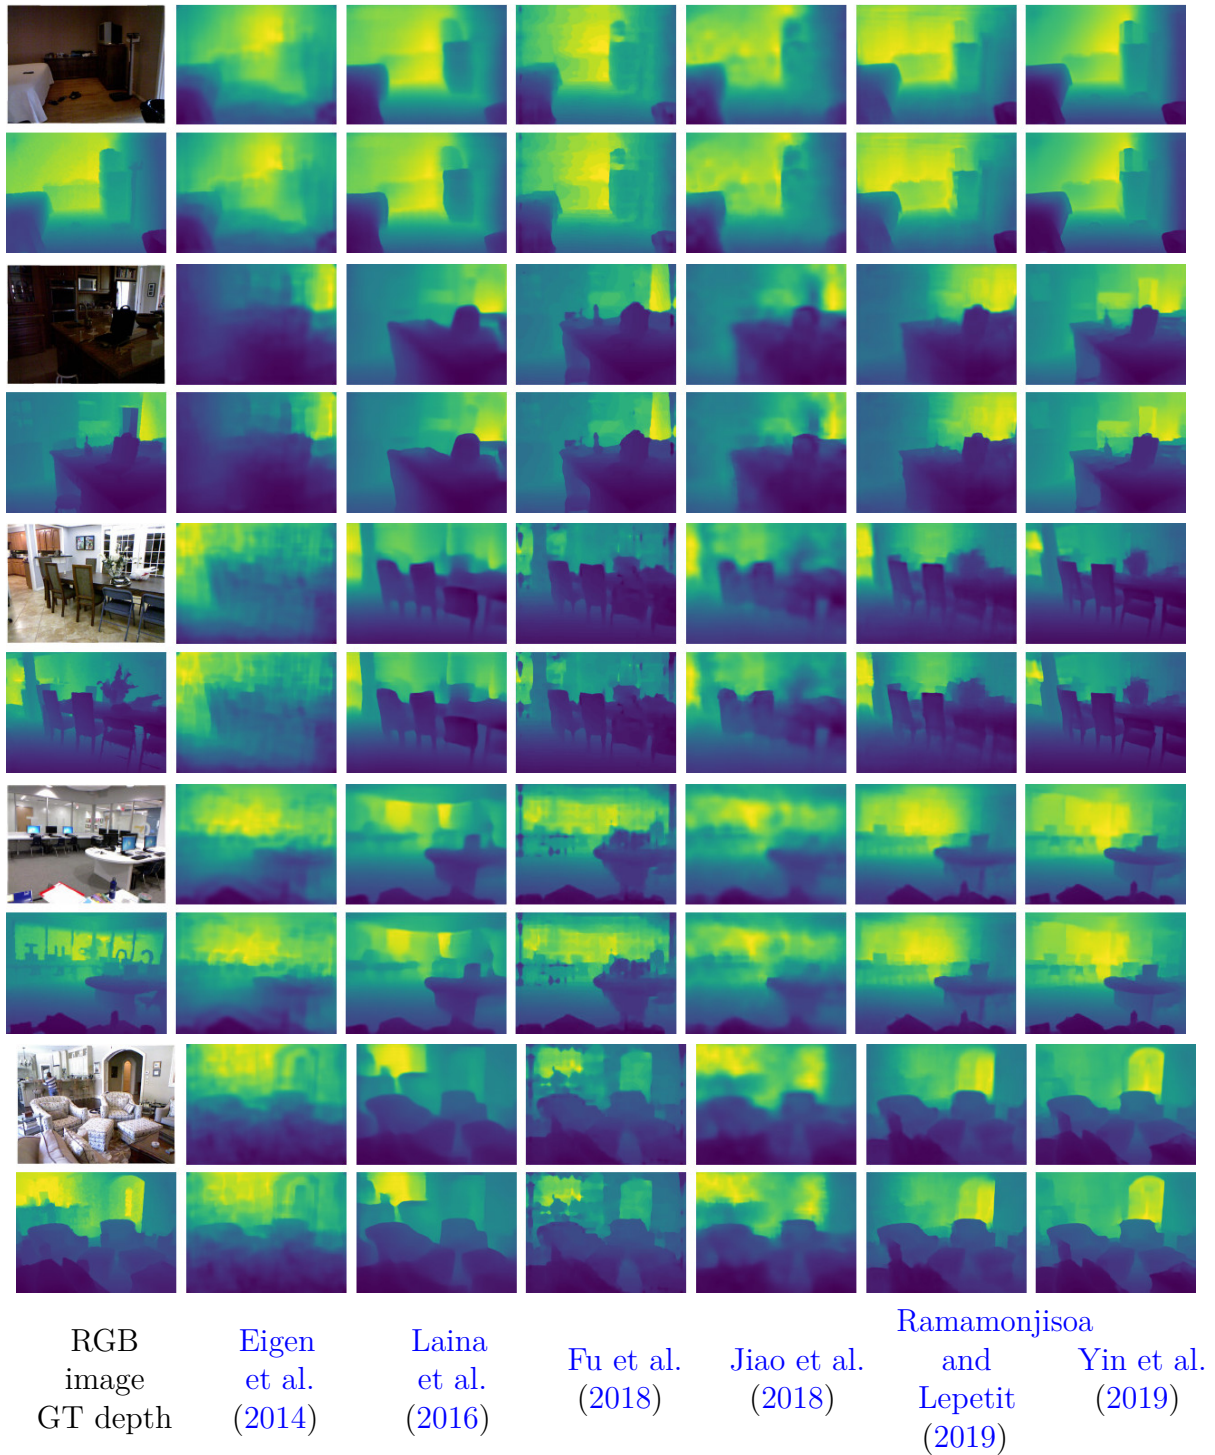 RGB
image
GT depth
Eigen
et al.
(2014)
Laina
et al.
(2016)
Fu et al.
(2018)
Jiao et al.
(2018)
Ramamonjisoa
and
Lepetit
(2019)
Yin et al.
(2019)